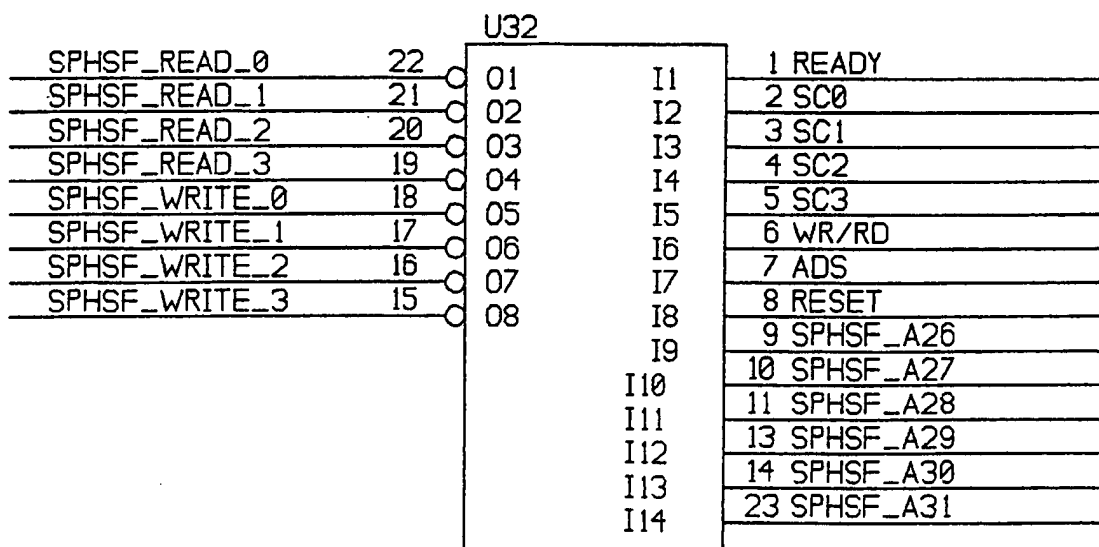 U32
SPHSF_READ_0 22 O1 I1 1 READY
SPHSF_READ_1 21 O2 I2 2 SC0
SPHSF_READ_2 20 O3 I3 3 SC1
SPHSF_READ_3 19 O4 I4 4 SC2
SPHSF_WRITE_0 18 O5 I5 5 SC3
SPHSF_WRITE_1 17 O6 I6 6 WR/RD
SPHSF_WRITE_2 16 O7 I7 7 ADS
SPHSF_WRITE_3 15 O8 I8 8 RESET
I9 9 SPHSF_A26
I10 10 SPHSF_A27
I11 11 SPHSF_A28
I12 13 SPHSF_A29
I13 14 SPHSF_A30
I14 23 SPHSF_A31